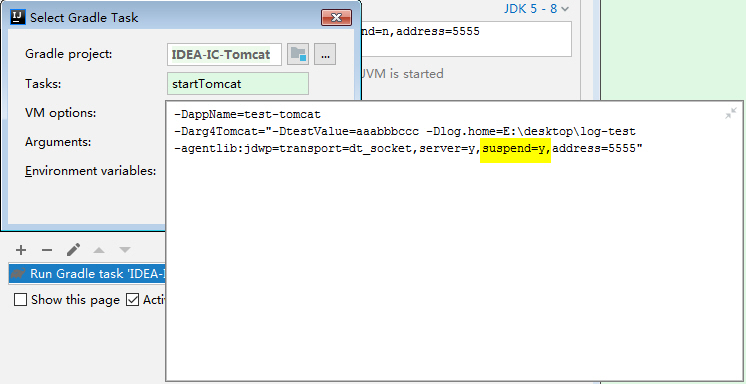 Select Gradle Task
JDK 5 - 8
Gradle project:
IDEA-IC-Tomcat
...
nd=n,address=5555
Tasks:
startTomcat
JVM is started
VM options:
Arguments:
Environment variables:
-DappName=test-tomcat
-Darg4Tomcat="-DtestValue=aaabbbccc -Dlog.home=E:\desktop\log-test
-agentlib:jdwp=transport=dt_socket,server=y,suspend=y,address=5555"
Run Gradle task 'IDEA-I
Show this page
Activ